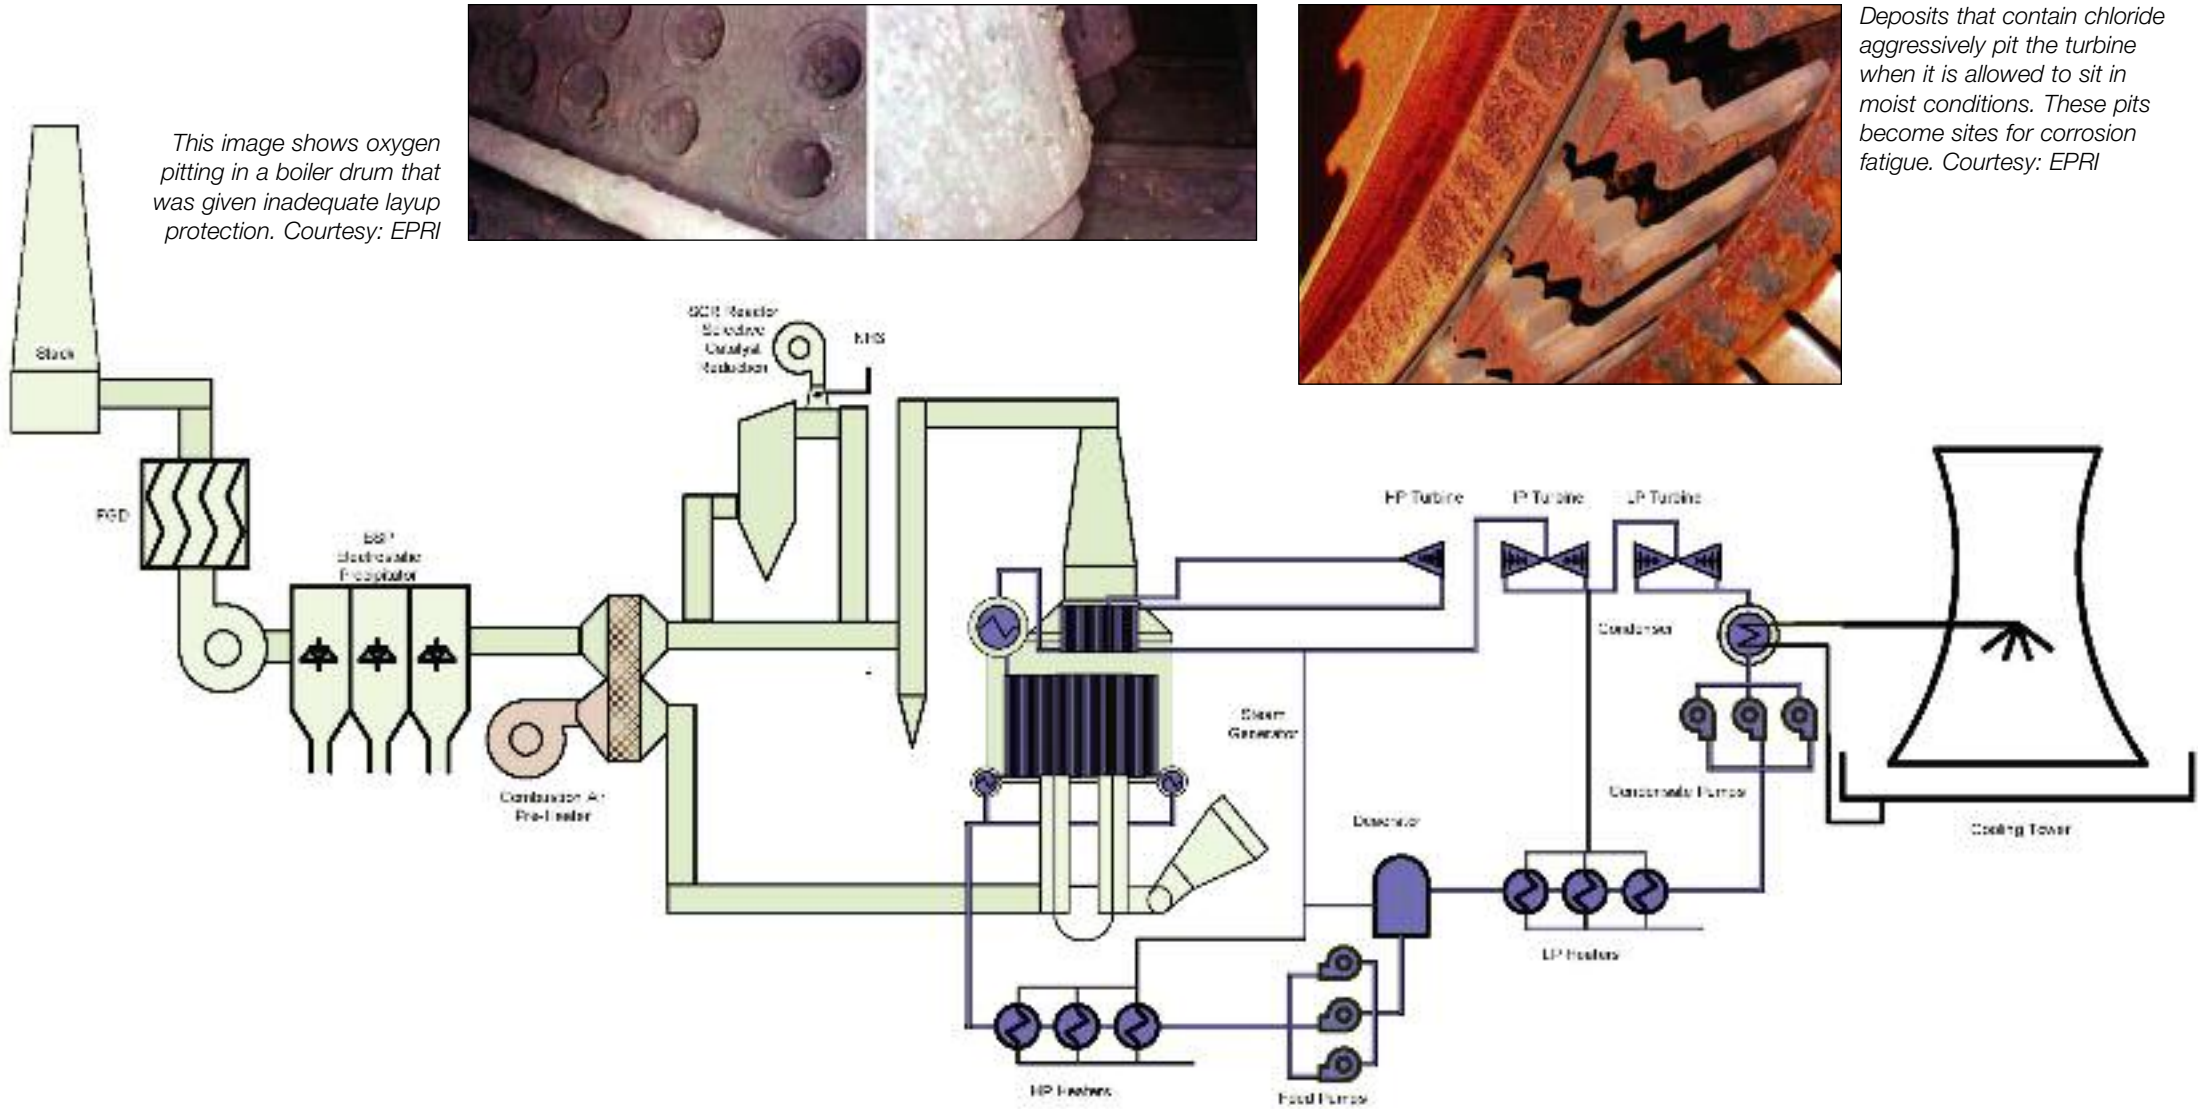 This image shows oxygen
pitting in a boiler drum that
was given inadequate layup
protection. Courtesy: EPRI
Deposits that contain chloride
aggressively pit the turbine
when it is allowed to sit in
moist conditions. These pits
become sites for corrosion
fatigue. Courtesy: EPRI
Stack
SCR Reactor
Selective
Catalyst
Reduction
NH3
FGD
ESP
Electrostatic
Precipitator
Combustion Air
Pre-Heater
HP Turbine
IP Turbine
LP Turbine
Condenser
Steam
Generator
Condensate Pumps
Cooling Tower
Deaerator
LP Heaters
HP Heaters
Feed Pumps